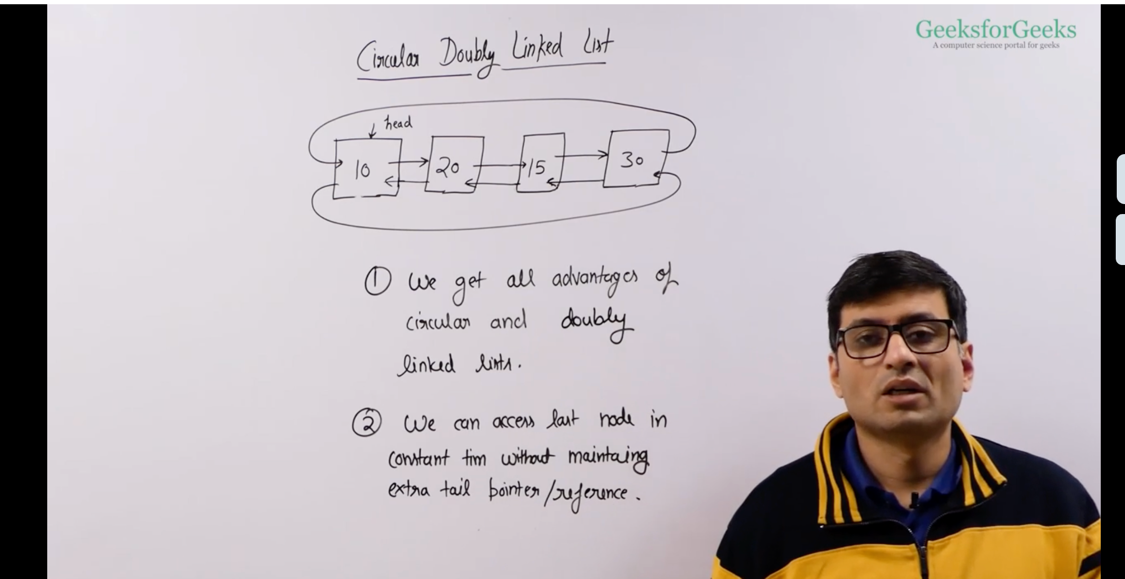 GeeksforGeeks
A computer science portal for geeks
Circular Doubly Linked List
head
10 20 15 30
① We get all advantages of
circular and doubly
linked lists.
② We can access last node in
constant tim without maintaing
extra tail pointer/reference.